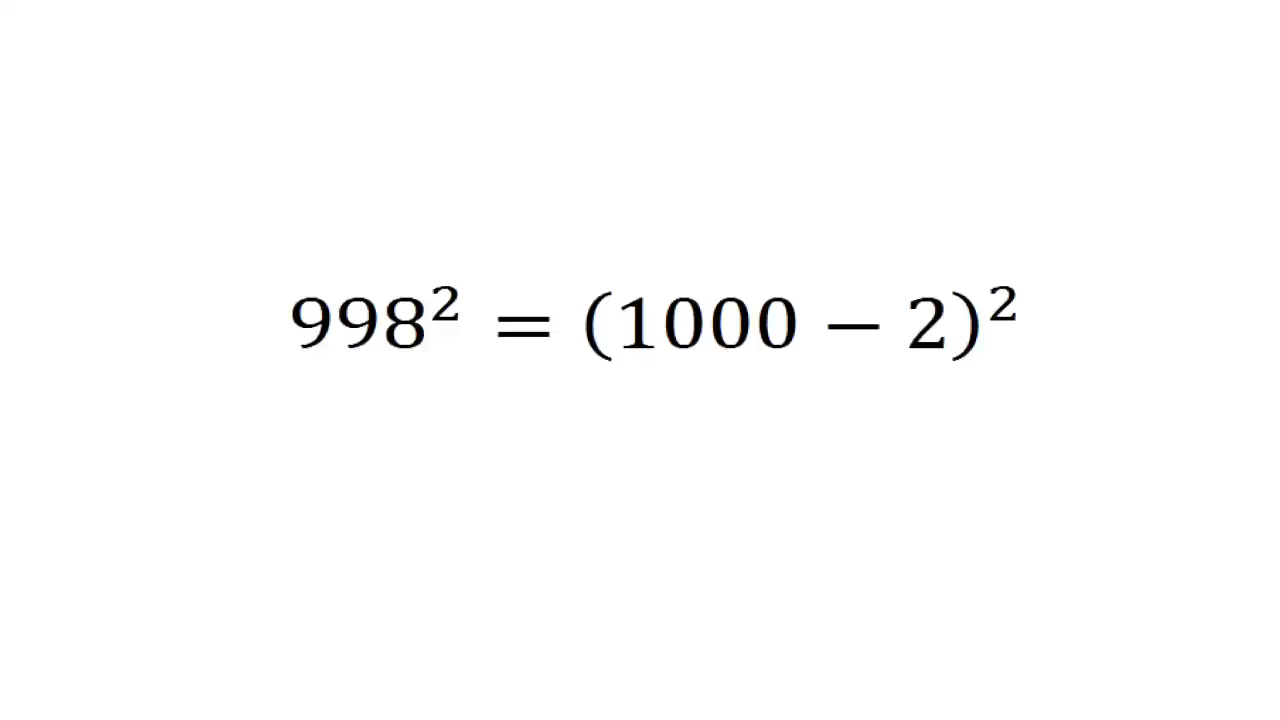 998² = (1000 − 2)²